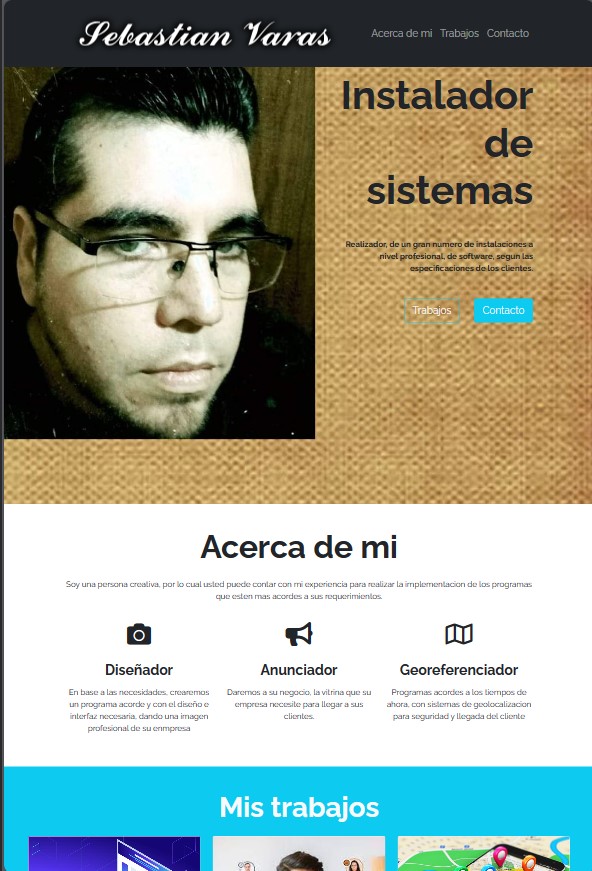 Sebastian Varas
Acerca de mi Trabajos Contacto
Instalador
de
sistemas
Realizador, de un gran numero de instalaciones a
nivel profesional, de software, segun las
especificaciones de los clientes.
Trabajos Contacto
Acerca de mi
Soy una persona creativa, por lo cual usted puede contar con mi experiencia para realizar la implementacion de los programas
que esten mas acordes a sus requerimientos.
Diseñador
En base a las necesidades, crearemos
un programa acorde y con el diseño e
interfaz necesaria, dando una imagen
profesional de su enmpresa
Anunciador
Daremos a su negocio, la vitrina que su
empresa necesite para llegar a sus
clientes.
Georeferenciador
Programas acordes a los tiempos de
ahora, con sistemas de geolocalizacion
para seguridad y llegada del cliente
Mis trabajos